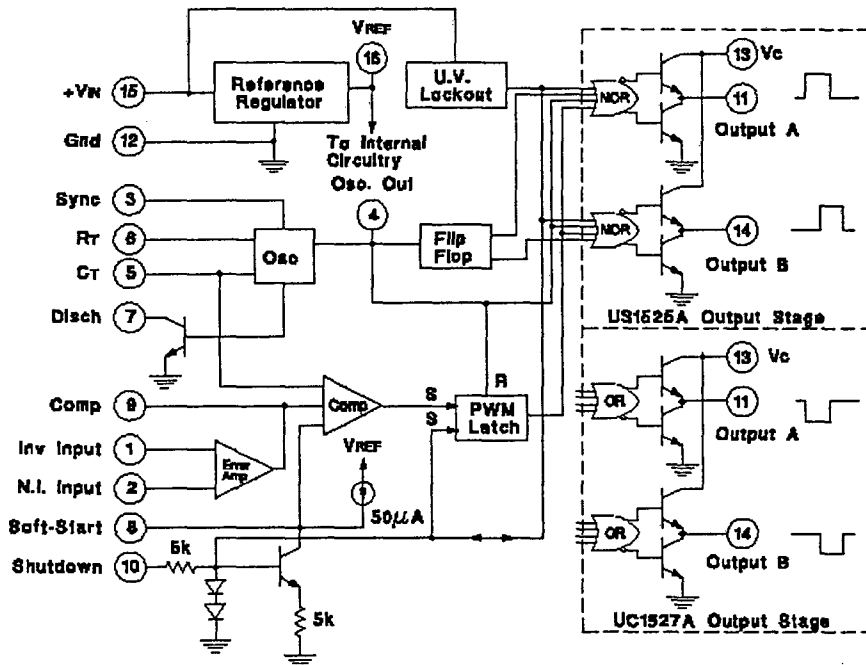 VREF
16
+VIN 15
Reference
Regulator
U.V.
Lockout
Gnd 12
To Internal
Circuitry
Osc. Out
4
Sync 3
RT 6
CT 5
Osc
Flip
Flop
Disch 7
NOR
13 Vc
11
Output A
NOR
14
Output B
US1525A Output Stage
Comp 9
Comp
S
S
R
PWM
Latch
Inv Input 1
N.I. Input 2
Error
Amp
VREF
50μA
Soft-Start 8
Shutdown 10
5k
5k
OR
13 Vc
11
Output A
OR
14
Output B
UC1527A Output Stage